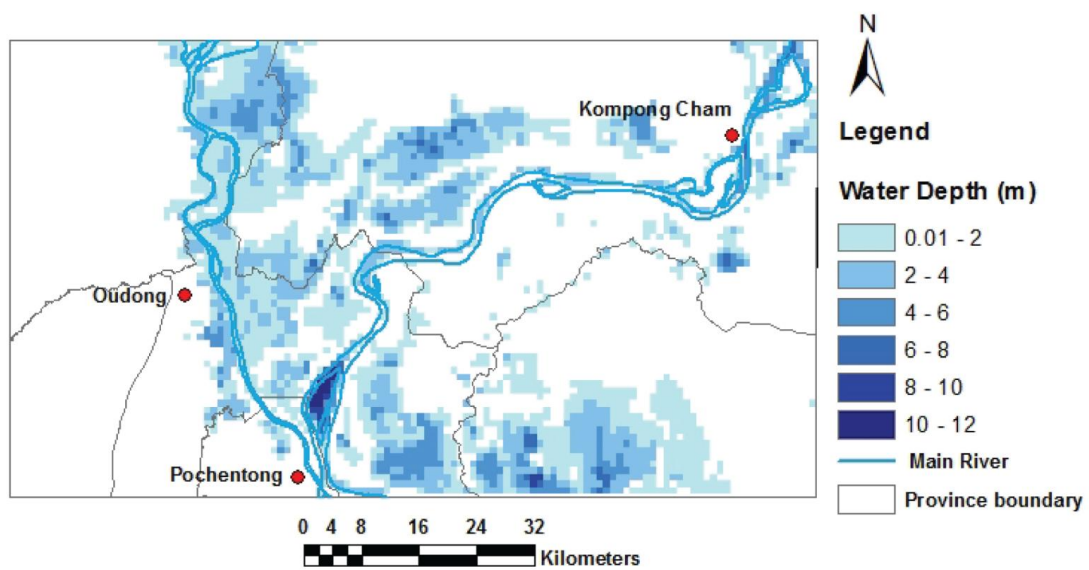 N
Kompong Cham
Legend
Water Depth (m)
0.01 - 2
2 - 4
Oudong
4 - 6
6 - 8
8 - 10
10 - 12
Main River
Pochentong
Province boundary
0 4 8 16 24 32
Kilometers